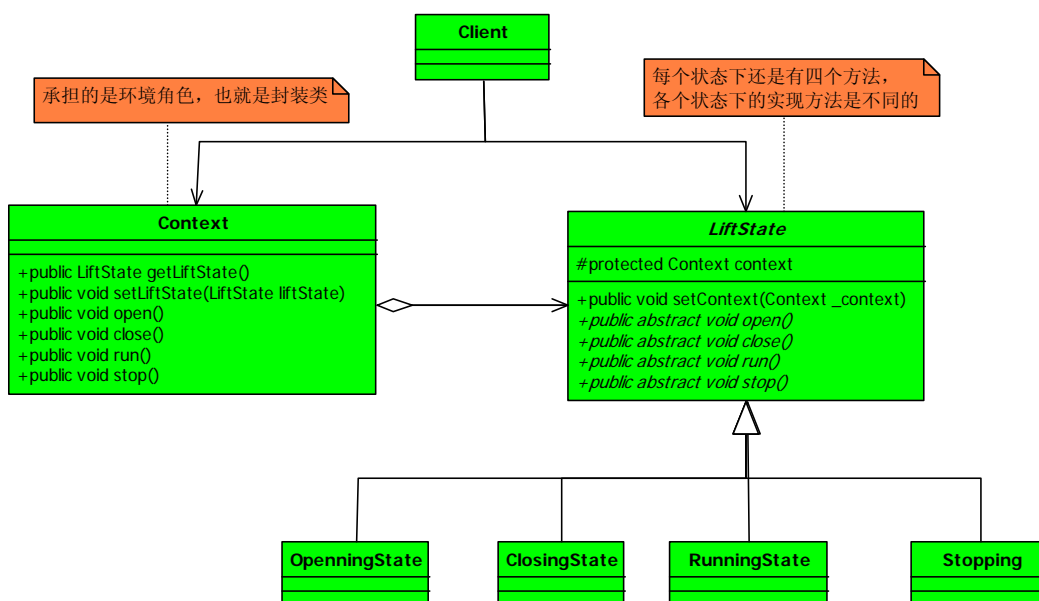 Client
承担的是环境角色，也就是封装类
每个状态下还是有四个方法，
各个状态下的实现方法是不同的
Context
+public LiftState getLiftState()
+public void setLiftState(LiftState liftState)
+public void open()
+public void close()
+public void run()
+public void stop()
LiftState
#protected Context context
+public void setContext(Context _context)
+public abstract void open()
+public abstract void close()
+public abstract void run()
+public abstract void stop()
OpenningState
ClosingState
RunningState
Stopping